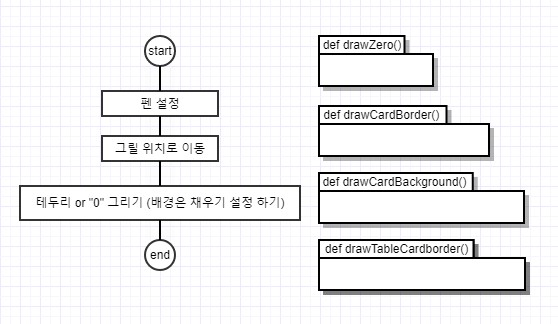 start
펜 설정
그릴 위치로 이동
테두리 or "0" 그리기 (배경은 채우기 설정 하기)
end
def drawZero()
def drawCardBorder()
def drawCardBackground()
def drawTableCardborder()